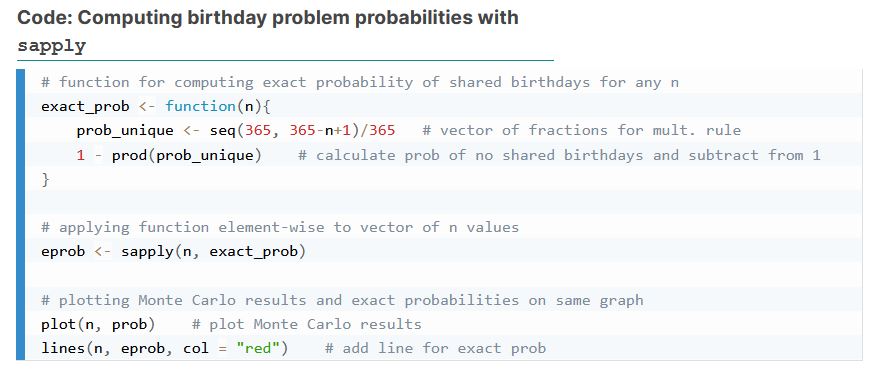 Code: Computing birthday problem probabilities with
sapply
# function for computing exact probability of shared birthdays for any n
exact_prob <- function(n){
    prob_unique <- seq(365, 365-n+1)/365   # vector of fractions for mult. rule
    1 - prod(prob_unique)    # calculate prob of no shared birthdays and subtract from 1
}
# applying function element-wise to vector of n values
eprob <- sapply(n, exact_prob)
# plotting Monte Carlo results and exact probabilities on same graph
plot(n, prob)    # plot Monte Carlo results
lines(n, eprob, col = "red")    # add line for exact prob